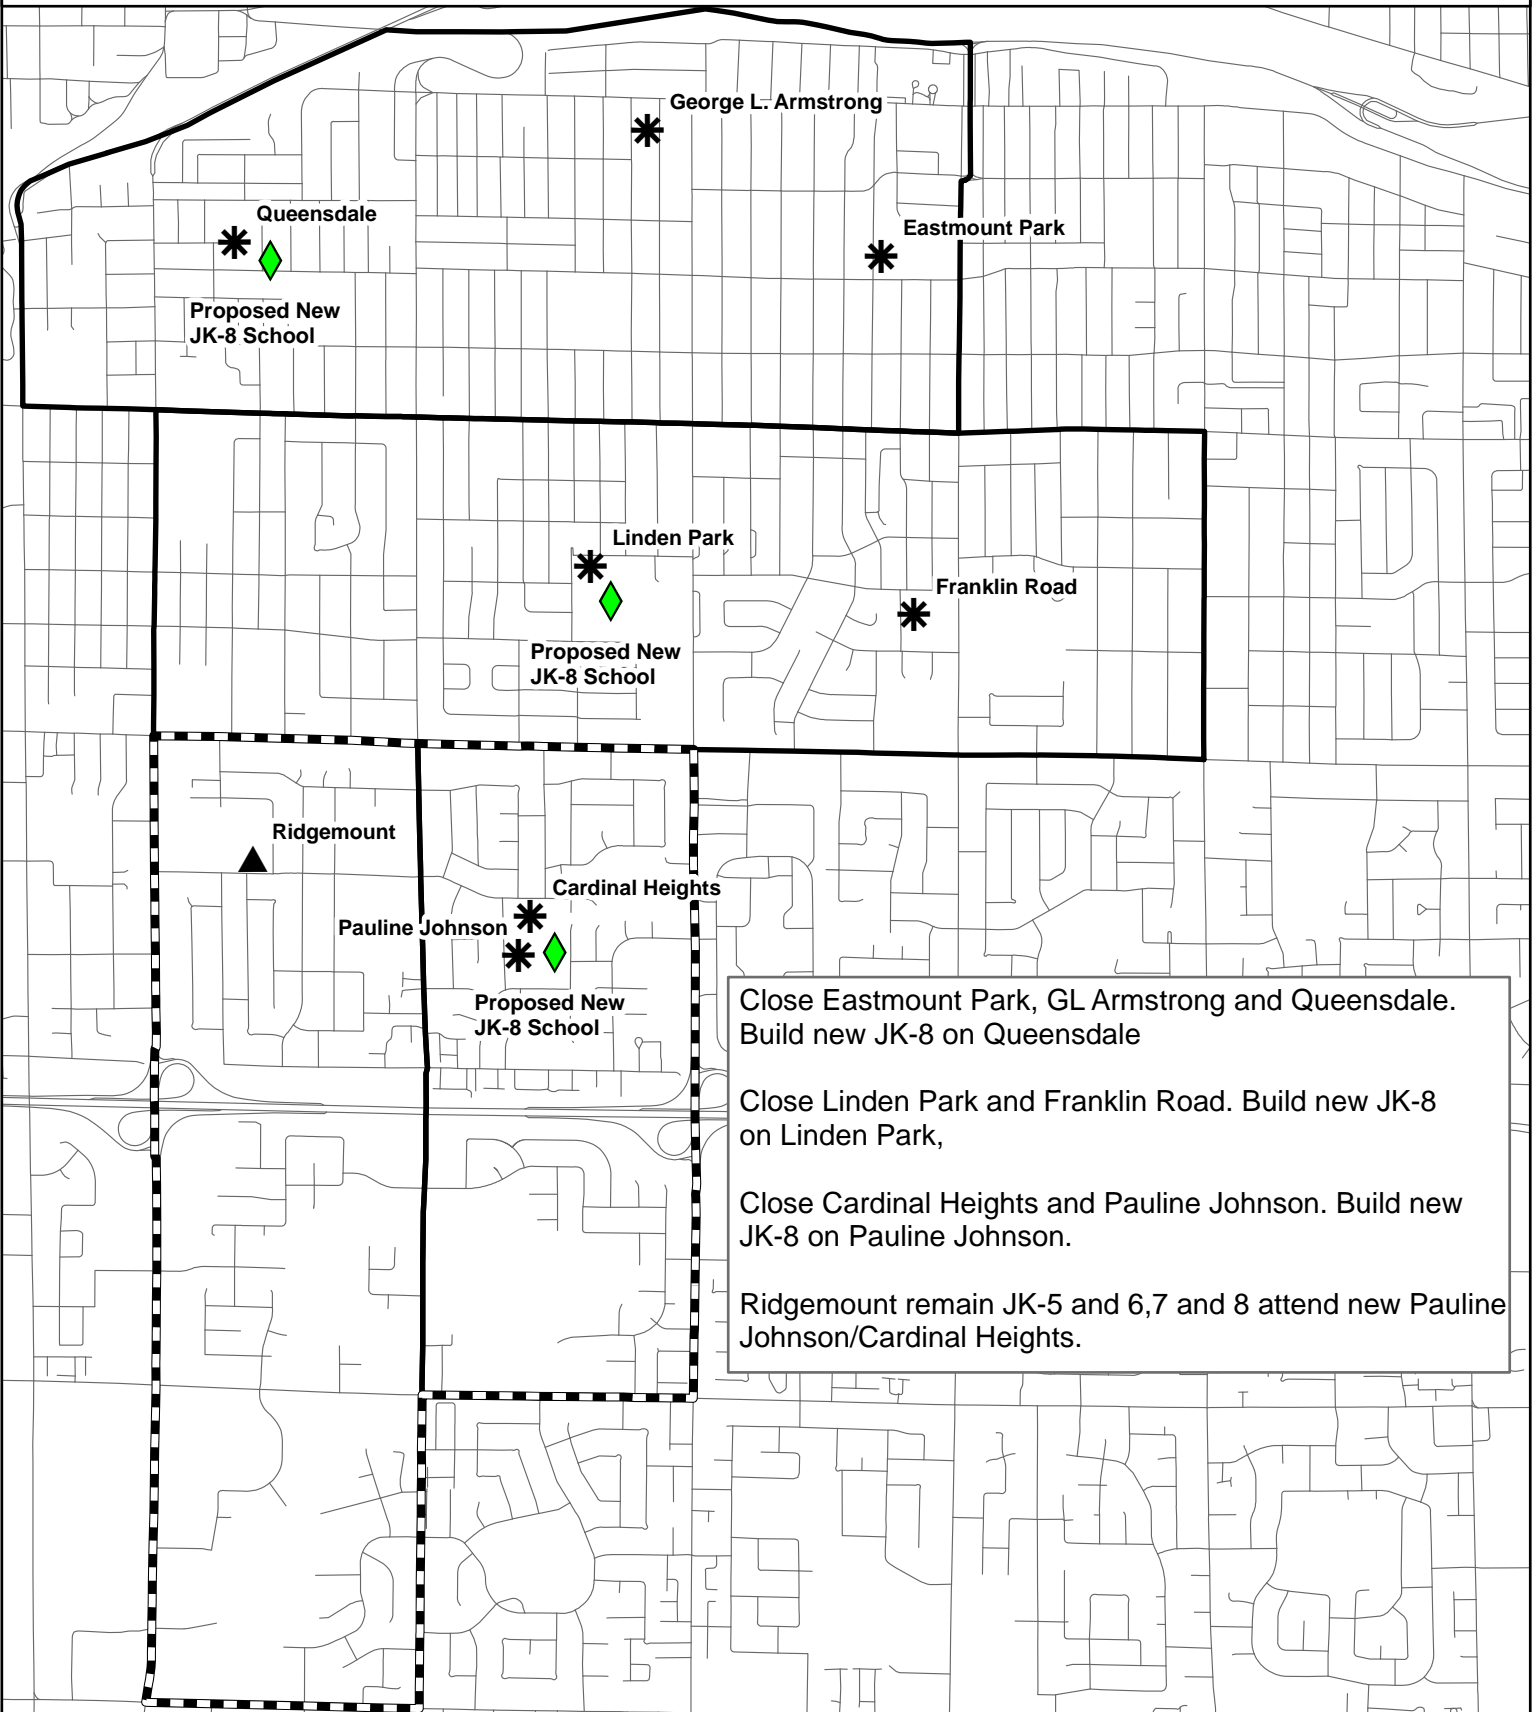 George L. Armstrong
Queensdale
Eastmount Park
Proposed New
JK-8 School
Linden Park
Franklin Road
Proposed New
JK-8 School
Ridgemount
Cardinal Heights
Pauline Johnson
Proposed New
JK-8 School
Close Eastmount Park, GL Armstrong and Queensdale.
Build new JK-8 on Queensdale
Close Linden Park and Franklin Road. Build new JK-8
on Linden Park,
Close Cardinal Heights and Pauline Johnson. Build new
JK-8 on Pauline Johnson.
Ridgemount remain JK-5 and 6,7 and 8 attend new Pauline
Johnson/Cardinal Heights.